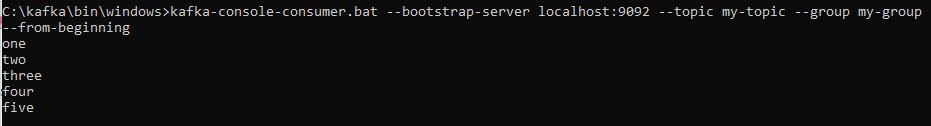 C:\kafka\bin\windows>kafka-console-consumer.bat --bootstrap-server localhost:9092 --topic my-topic --group my-group
--from-beginning
one
two
three
four
five